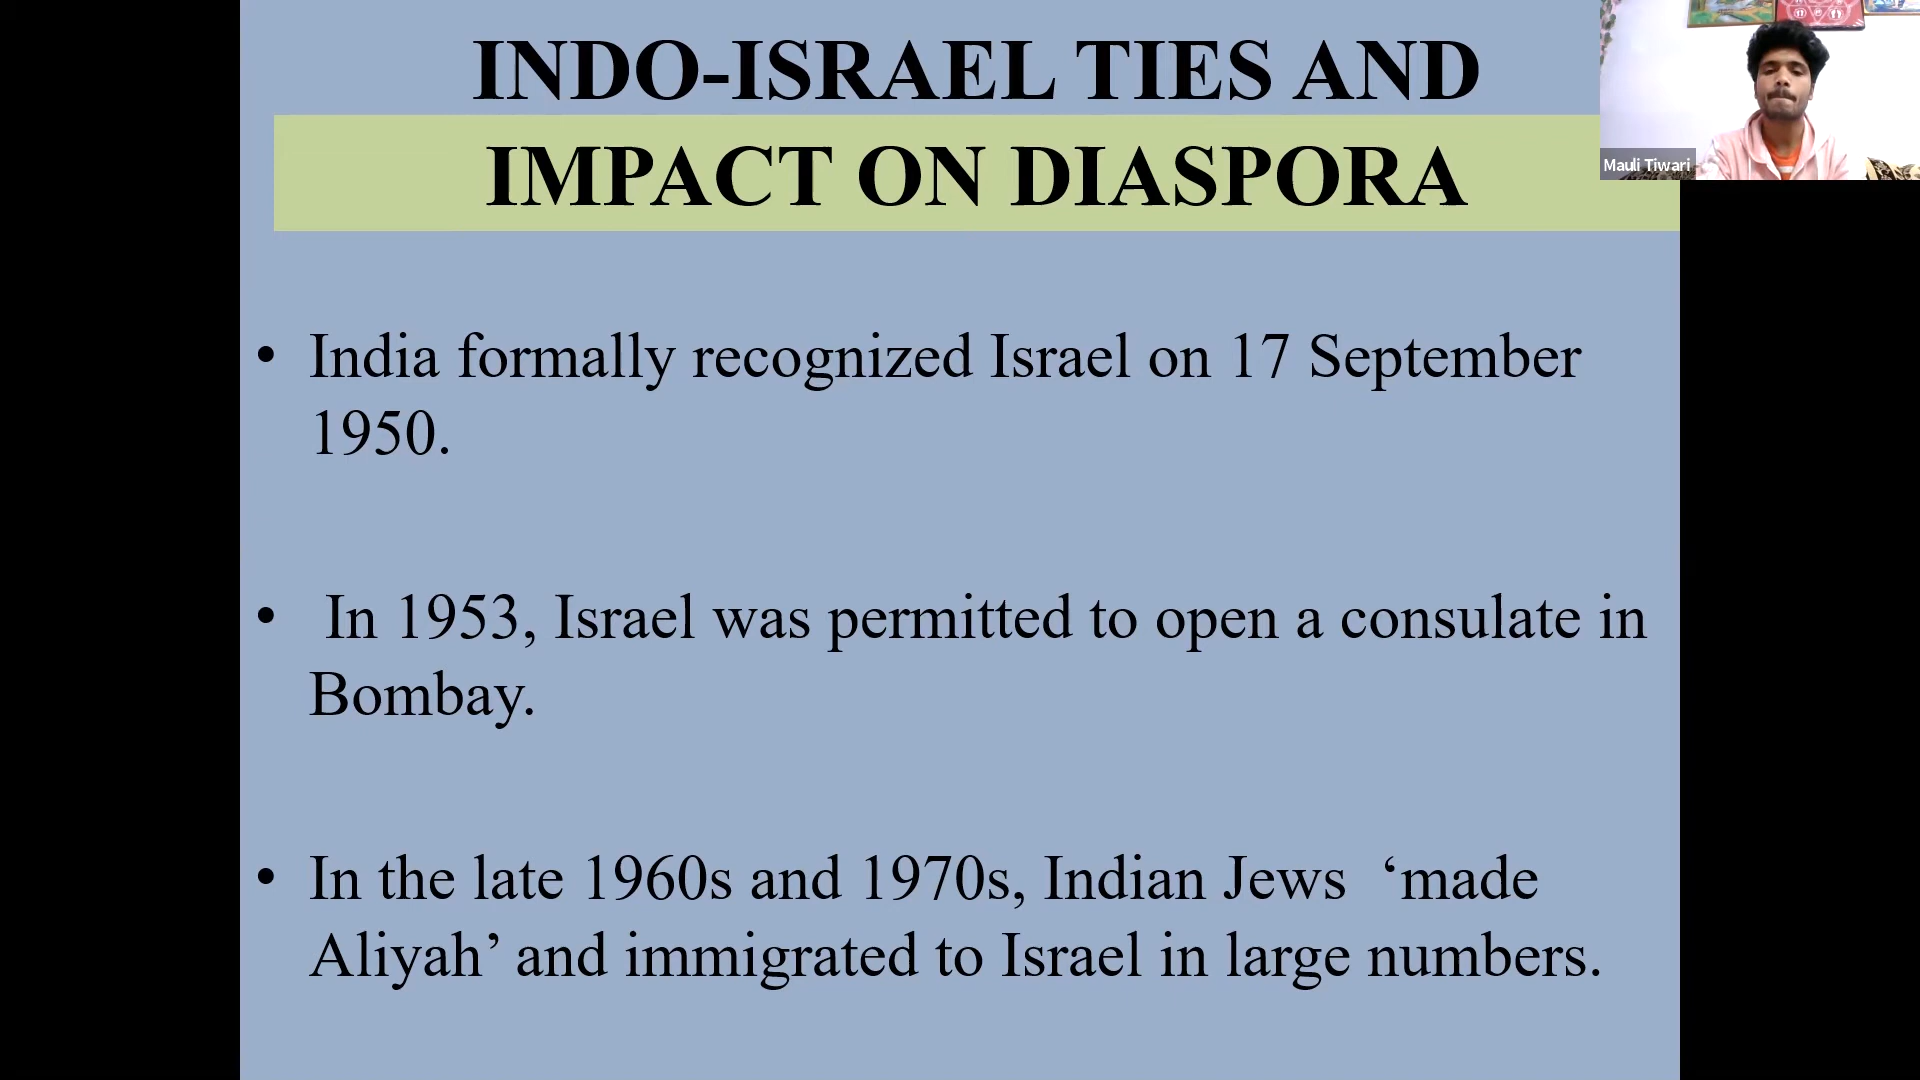 INDO-ISRAEL TIES AND
IMPACT ON DIASPORA
Mauli Tiwari
• India formally recognized Israel on 17 September
1950.
• In 1953, Israel was permitted to open a consulate in
Bombay.
• In the late 1960s and 1970s, Indian Jews ‘made
Aliyah’ and immigrated to Israel in large numbers.